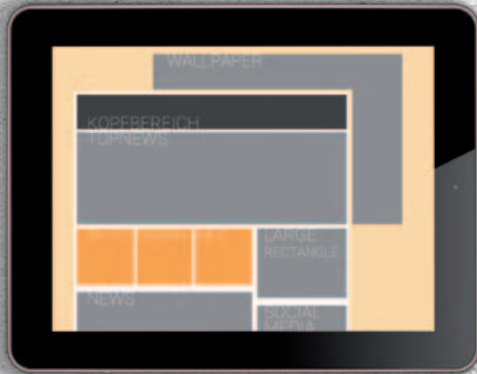 WALLPAPER
KOPFBEREICH
TOPNEWS
LARGE
RECTANGLE
NEWS
SOCIAL
MEDIA